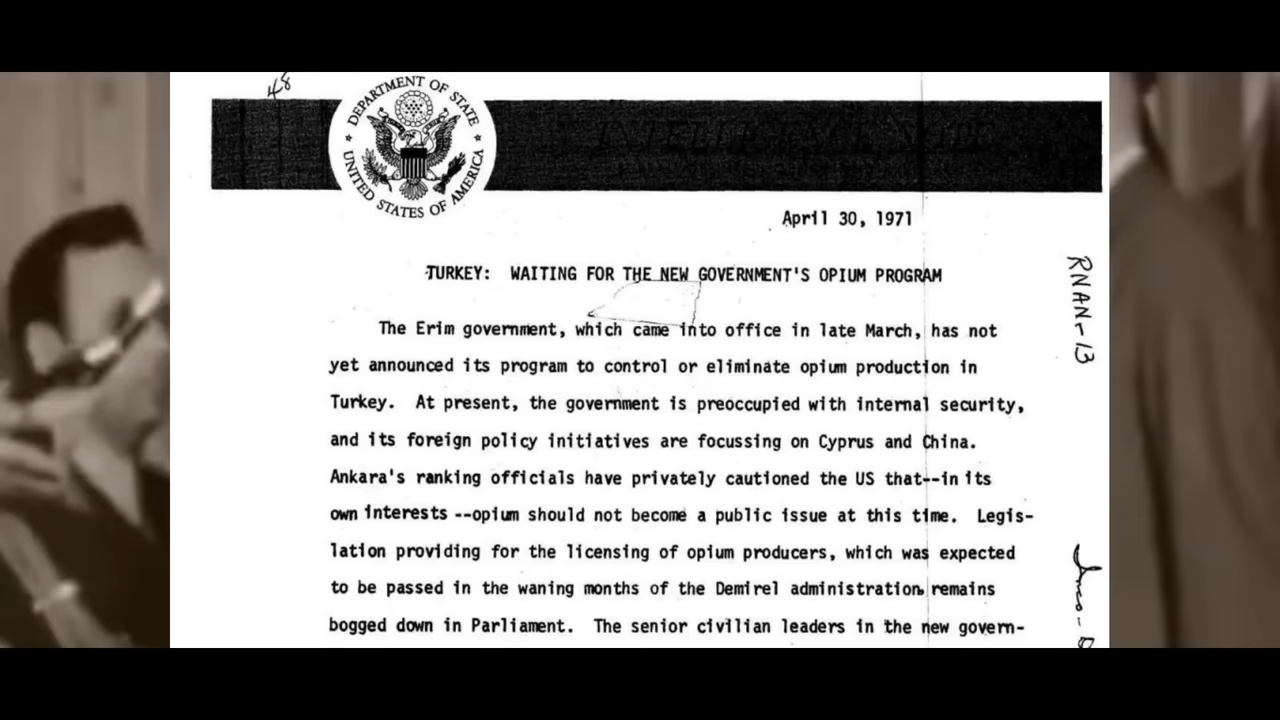 48
DEPARTMENT OF STATE
UNITED STATES OF AMERICA
April 30, 1971
TURKEY: WAITING FOR THE NEW GOVERNMENT'S OPIUM PROGRAM
The Erim government, which came into office in late March, has not
yet announced its program to control or eliminate opium production in
Turkey. At present, the government is preoccupied with internal security,
and its foreign policy initiatives are focussing on Cyprus and China.
Ankara's ranking officials have privately cautioned the US that--in its
own interests --opium should not become a public issue at this time. Legis-
lation providing for the licensing of opium producers, which was expected
to be passed in the waning months of the Demirel administration, remains
bogged down in Parliament. The senior civilian leaders in the new govern-
RNAN-13